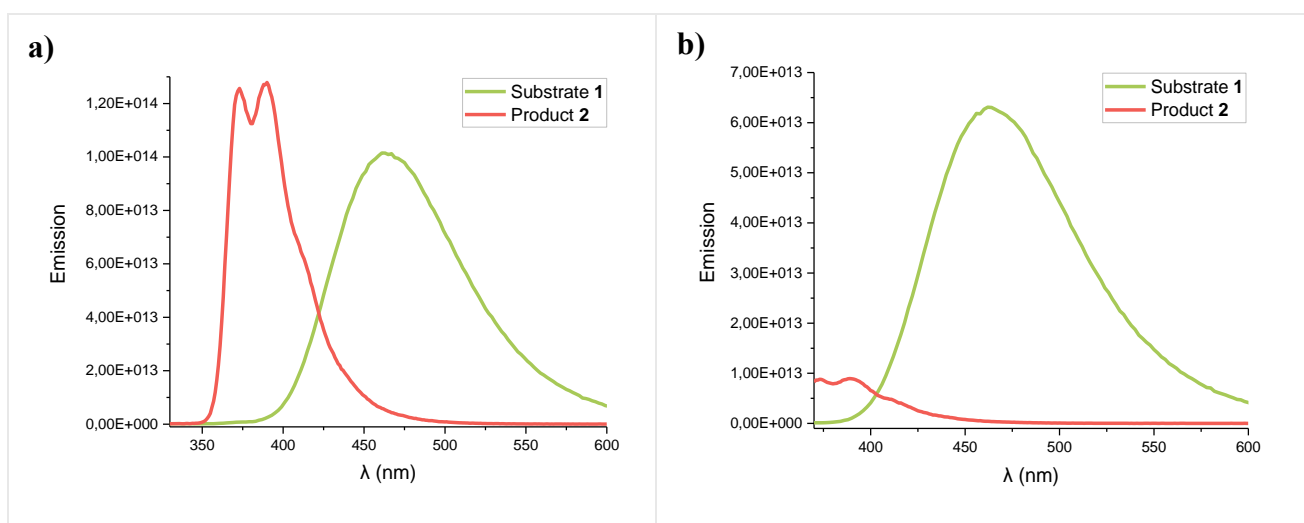 a)
Substrate 1
Product 2
1,20E+014
1,00E+014
8,00E+013
6,00E+013
4,00E+013
2,00E+013
0,00E+000
Emission
350 400 450 500 550 600
λ (nm)
b)
Substrate 1
Product 2
7,00E+013
6,00E+013
5,00E+013
4,00E+013
3,00E+013
2,00E+013
1,00E+013
0,00E+000
Emission
400 450 500 550 600
λ (nm)